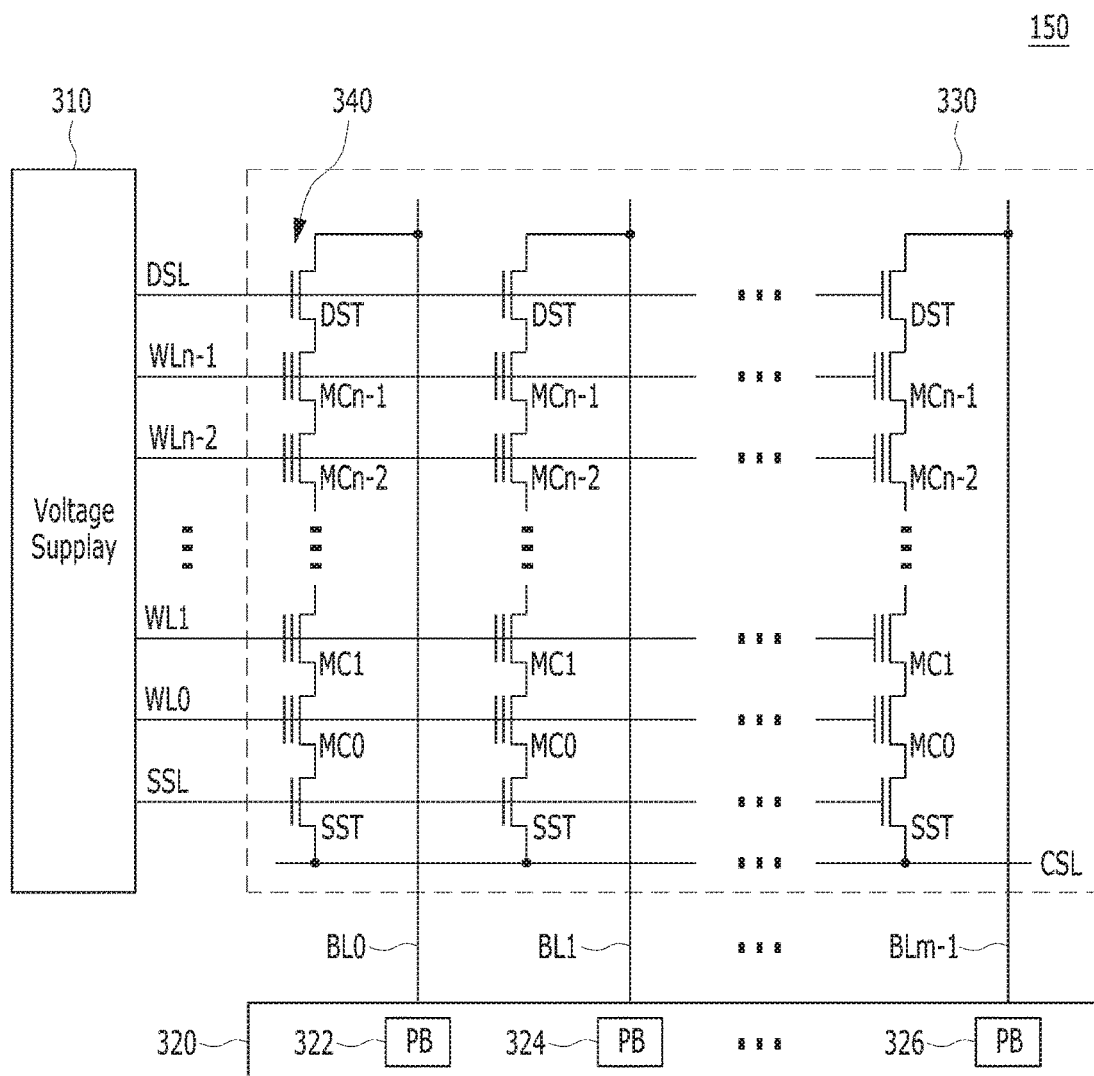 150
310
340
330
DSL
DST
DST
DST
WLn-1
MCn-1
MCn-1
MCn-1
WLn-2
MCn-2
MCn-2
MCn-2
Voltage
Supplay
WL1
MC1
MC1
MC1
WL0
MC0
MC0
MC0
SSL
SST
SST
SST
CSL
BL0
BL1
BLm-1
320
322
PB
324
PB
326
PB